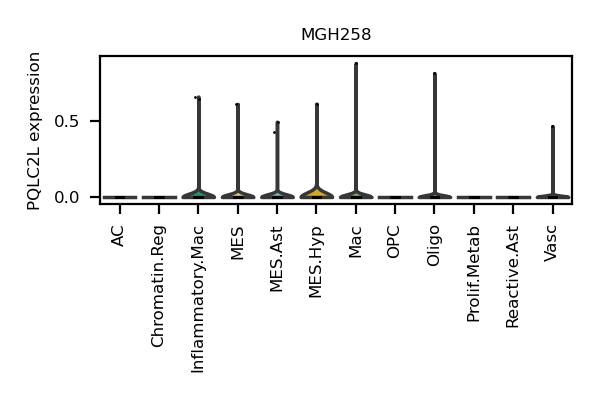 MGH258
PQLC2L expression
0.5
0.0
AC
Chromatin.Reg
Inflammatory.Mac
MES
MES.Ast
MES.Hyp
Mac
OPC
Oligo
Prolif.Metab
Reactive.Ast
Vasc